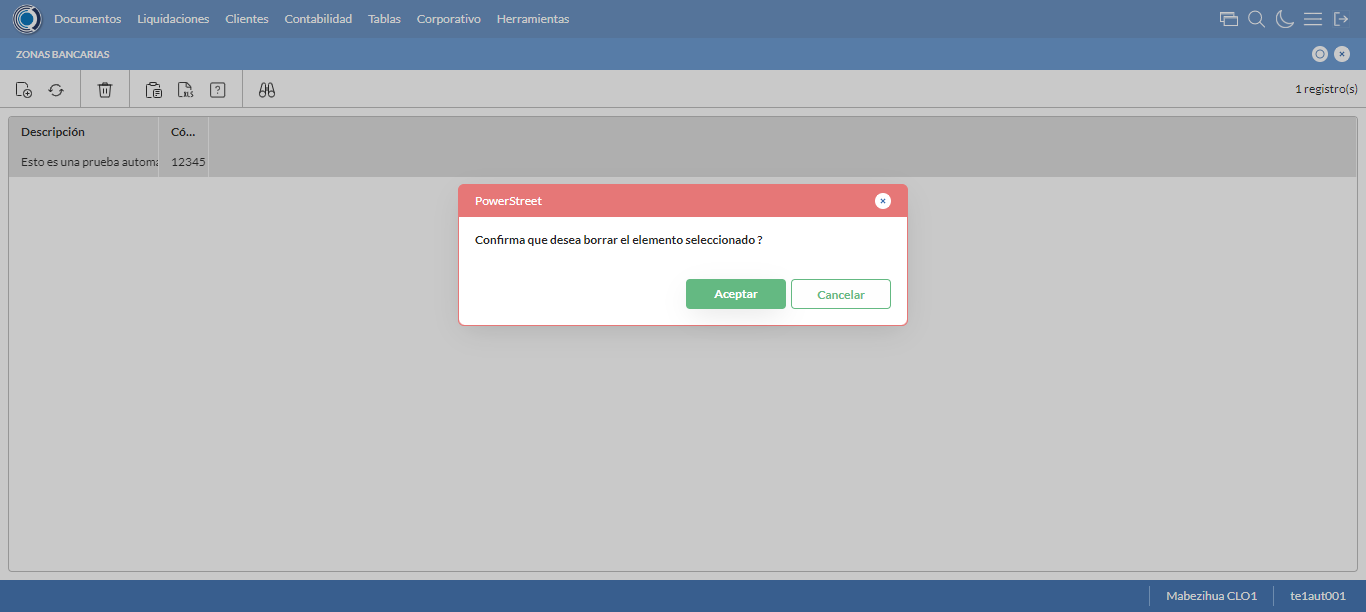 Documentos Liquidaciones Clientes Contabilidad Tablas Corporativo Herramientas
ZONAS BANCARIAS
XLS ? 1 registro(s)
Descripción Có...
Esto es una prueba automa 12345
PowerStreet
Confirma que desea borrar el elemento seleccionado ?
Aceptar Cancelar
Mabezihua CLO1 te1aut001